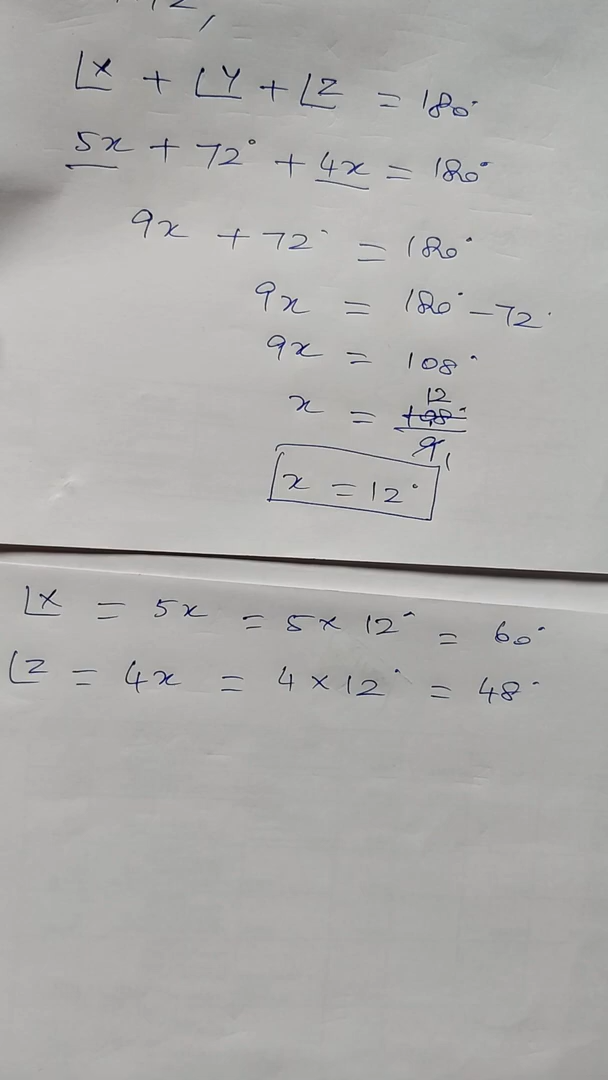 ∠X + ∠Y + ∠Z = 180°
5x + 72° + 4x = 180°
9x + 72° = 180°
9x = 180° - 72°
9x = 108°
12
x = 108°
9 1
x = 12°
∠X = 5x = 5 x 12° = 60°
∠Z = 4x = 4 x 12° = 48°